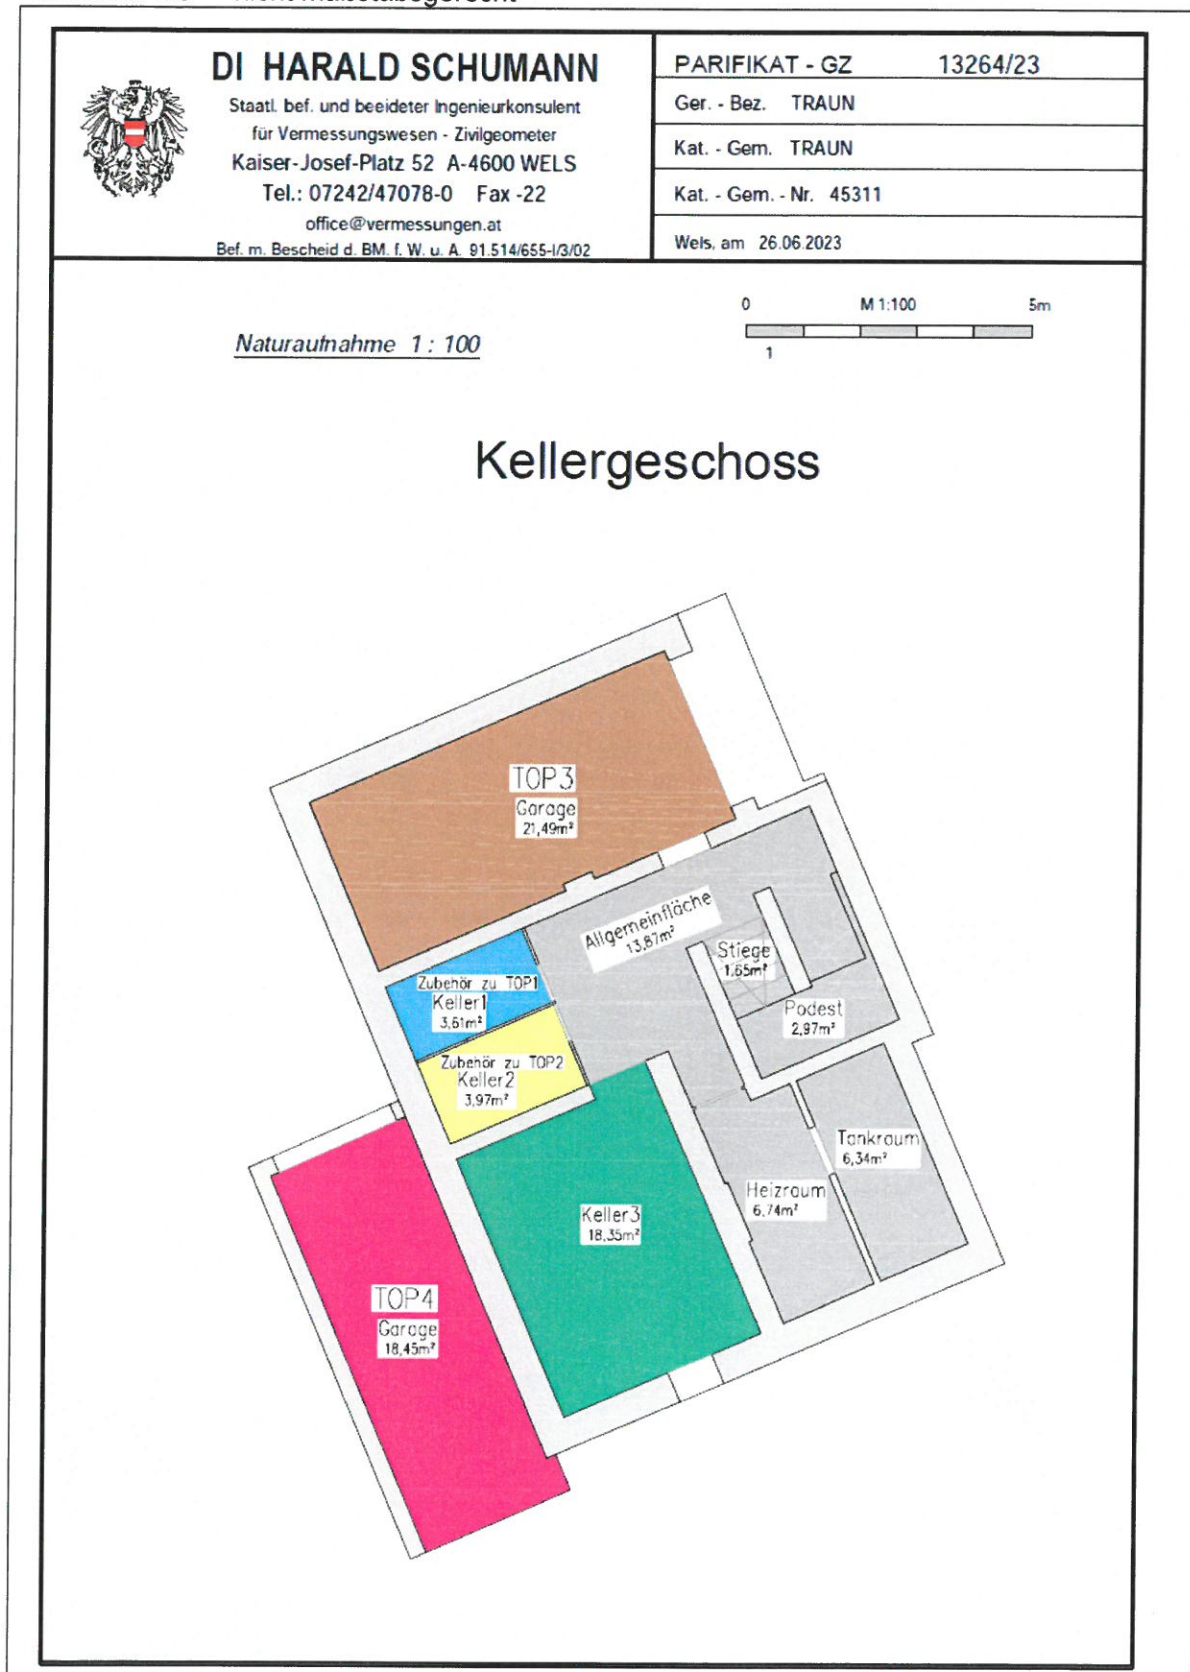 DI HARALD SCHUMANN
Staatl. bef. und beeideter Ingenieurkonsulent
für Vermessungswesen - Zivilgeometer
Kaiser-Josef-Platz 52 A-4600 WELS
Tel.: 07242/47078-0 Fax -22
office@vermessungen.at
Bef. m. Bescheid d. BM. f. W. u. A. 91.514/655-I/3/02
PARIFIKAT - GZ 13264/23
Ger. - Bez. TRAUN
Kat. - Gem. TRAUN
Kat. - Gem. - Nr. 45311
Wels, am 26.06.2023
0 M 1:100 5m
1
Naturaufnahme 1 : 100
Kellergeschoss
TOP3
Garage
21,49m²
Allgemeinfläche
13,87m²
Stiege
1,65m²
Podest
2,97m²
Zubehör zu TOP1
Keller1
3,61m²
Zubehör zu TOP2
Keller2
3,97m²
Tankraum
6,34m²
Heizraum
6,74m²
Keller3
18,35m²
TOP4
Garage
18,45m²